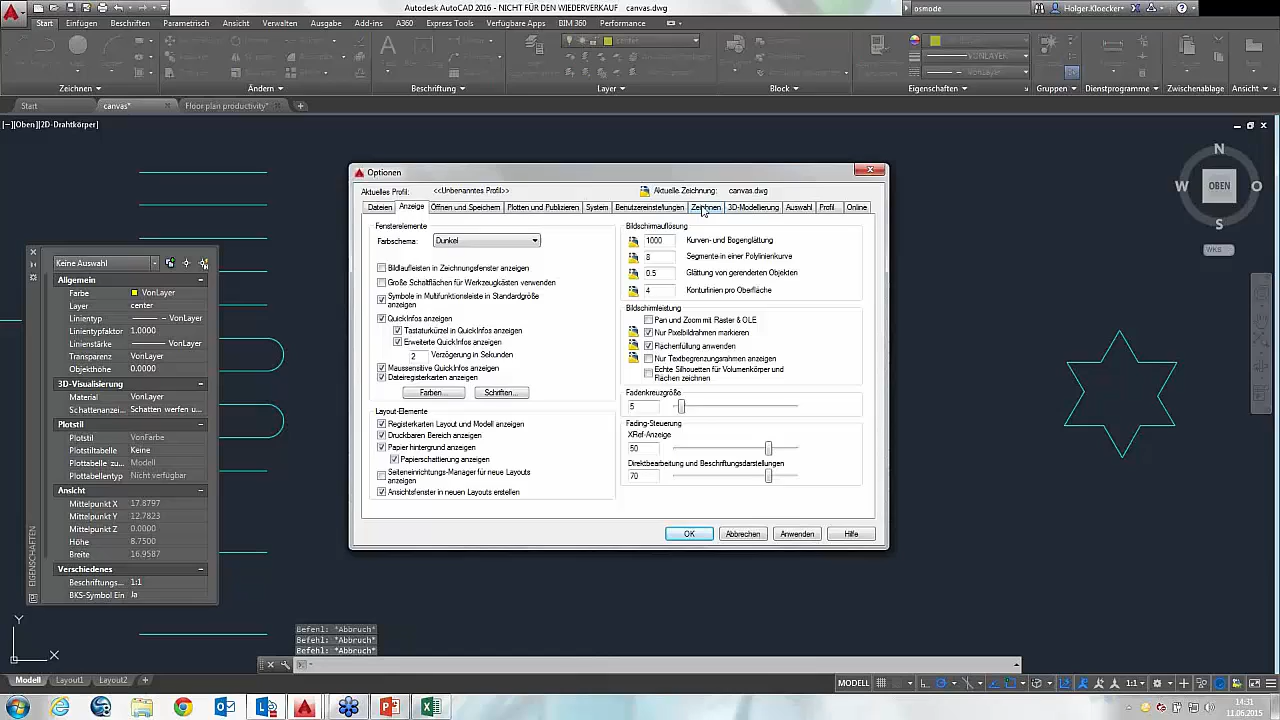 Autodesk AutoCAD 2016 - NICHT FÜR DEN WIEDERVERKAUF canvas.dwg
osmode
Holger.Kloecker
Start Einfügen Beschriften Parametrisch Ansicht Verwalten Ausgabe Add-ins A360 Express Tools Verfügbare Apps BIM 360 Performance
center
VONLAYER
VonLayer
Zeichnen Ändern Beschriftung Layer Block Eigenschaften Gruppen Dienstprogramme Zwischenablage Ansicht
Start canvas* Floor plan productivity*
[−][Oben][2D-Drahtkörper]
N
W OBEN O
S
WKS
Optionen
Aktuelles Profil: <<Unbenanntes Profil>> Aktuelle Zeichnung: canvas.dwg
Dateien Anzeige Öffnen und Speichern Plotten und Publizieren System Benutzereinstellungen Zeichnen 3D-Modellierung Auswahl Profil Online
Fensterelemente
Farbschema: Dunkel
Bildlaufleisten in Zeichnungsfenster anzeigen
Große Schaltflächen für Werkzeugkästen verwenden
Symbole in Multifunktionsleiste in Standardgröße anzeigen
QuickInfos anzeigen
Tastaturkürzel in QuickInfos anzeigen
Erweiterte QuickInfos anzeigen
2 Verzögerung in Sekunden
Maussensitive QuickInfos anzeigen
Dateiregisterkarten anzeigen
Farben... Schriften...
Layout-Elemente
Registerkarten Layout und Modell anzeigen
Druckbaren Bereich anzeigen
Papierhintergrund anzeigen
Papierschattierung anzeigen
Seiteneinrichtungs-Manager für neue Layouts anzeigen
Ansichtsfenster in neuen Layouts erstellen
Bildschirmauflösung
1000 Kurven- und Bogenglättung
8 Segmente in einer Polylinienkurve
0.5 Glättung von gerenderten Objekten
4 Konturlinien pro Oberfläche
Bildschirmleistung
Pan und Zoom mit Raster & OLE
Nur Pixelbildrahmen markieren
Flächenfüllung anwenden
Nur Textbegrenzungsrahmen anzeigen
Echte Silhouetten für Volumenkörper und Flächen zeichnen
Fadenkreuzgröße
5
Fading-Steuerung
XRef-Anzeige
50
Direktbearbeitung und Beschriftungsdarstellungen
70
OK Abbrechen Anwenden Hilfe
Keine Auswahl
Allgemein
Farbe VonLayer
Layer center
Linientyp VonLayer
Linientypfaktor 1.0000
Linienstärke VonLayer
Transparenz VonLayer
Objekthöhe 0.0000
3D-Visualisierung
Material VonLayer
Schattenanzei... Schatten werfen u...
Plotstil
Plotstil VonFarbe
Plotstiltabelle Keine
Plottabelle zu... Modell
Plottabellentyp Nicht verfügbar
Ansicht
Mittelpunkt X 17.8797
Mittelpunkt Y 12.7823
Mittelpunkt Z 0.0000
Höhe 8.7500
Breite 16.9587
Verschiedenes
Beschriftungs... 1:1
BKS-Symbol Ein Ja
EIGENSCHAFTEN
Y
X
Befehl: *Abbruch*
Befehl: *Abbruch*
Befehl: *Abbruch*
Modell Layout1 Layout2
MODELL
1:1
14:31
11.06.2015